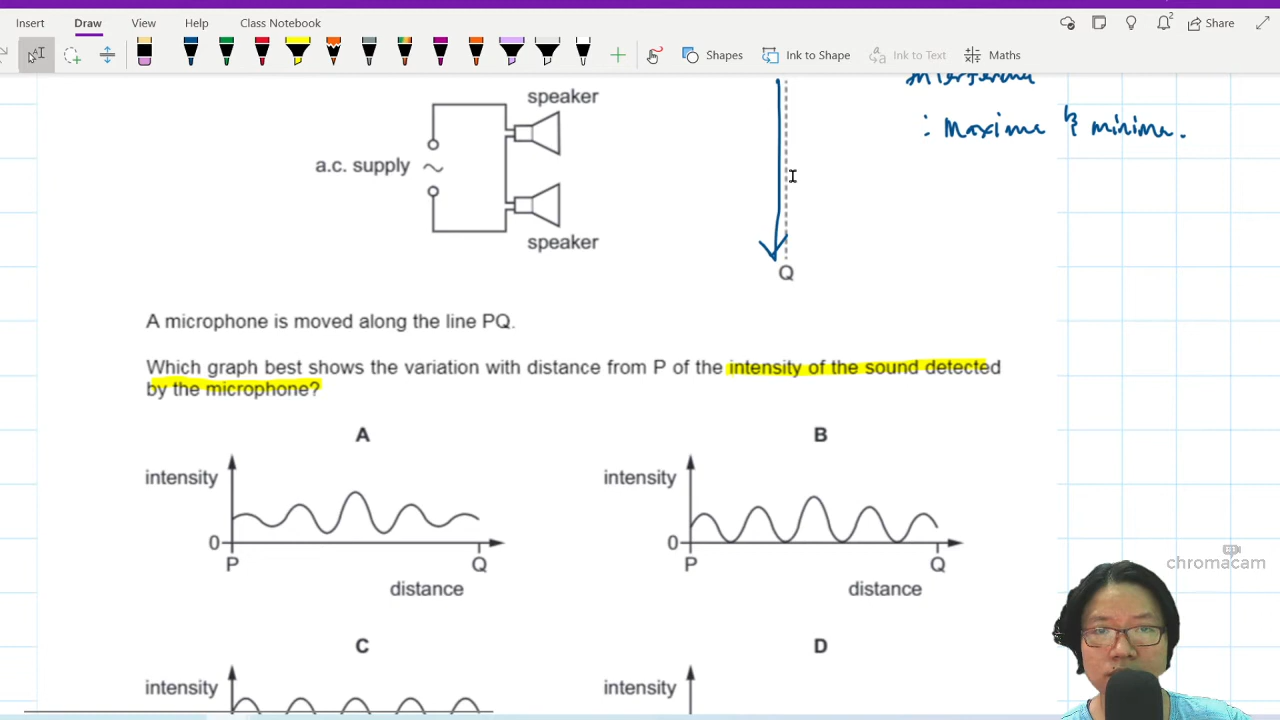 Insert Draw View Help Class Notebook Share
Shapes Ink to Shape Ink to Text Maths
interference
: Maxima & minima.
speaker
a.c. supply
speaker
Q
A microphone is moved along the line PQ.
Which graph best shows the variation with distance from P of the intensity of the sound detected
by the microphone?
A B
intensity intensity
0 0
P Q P Q
distance distance
chromacam
C D
intensity intensity